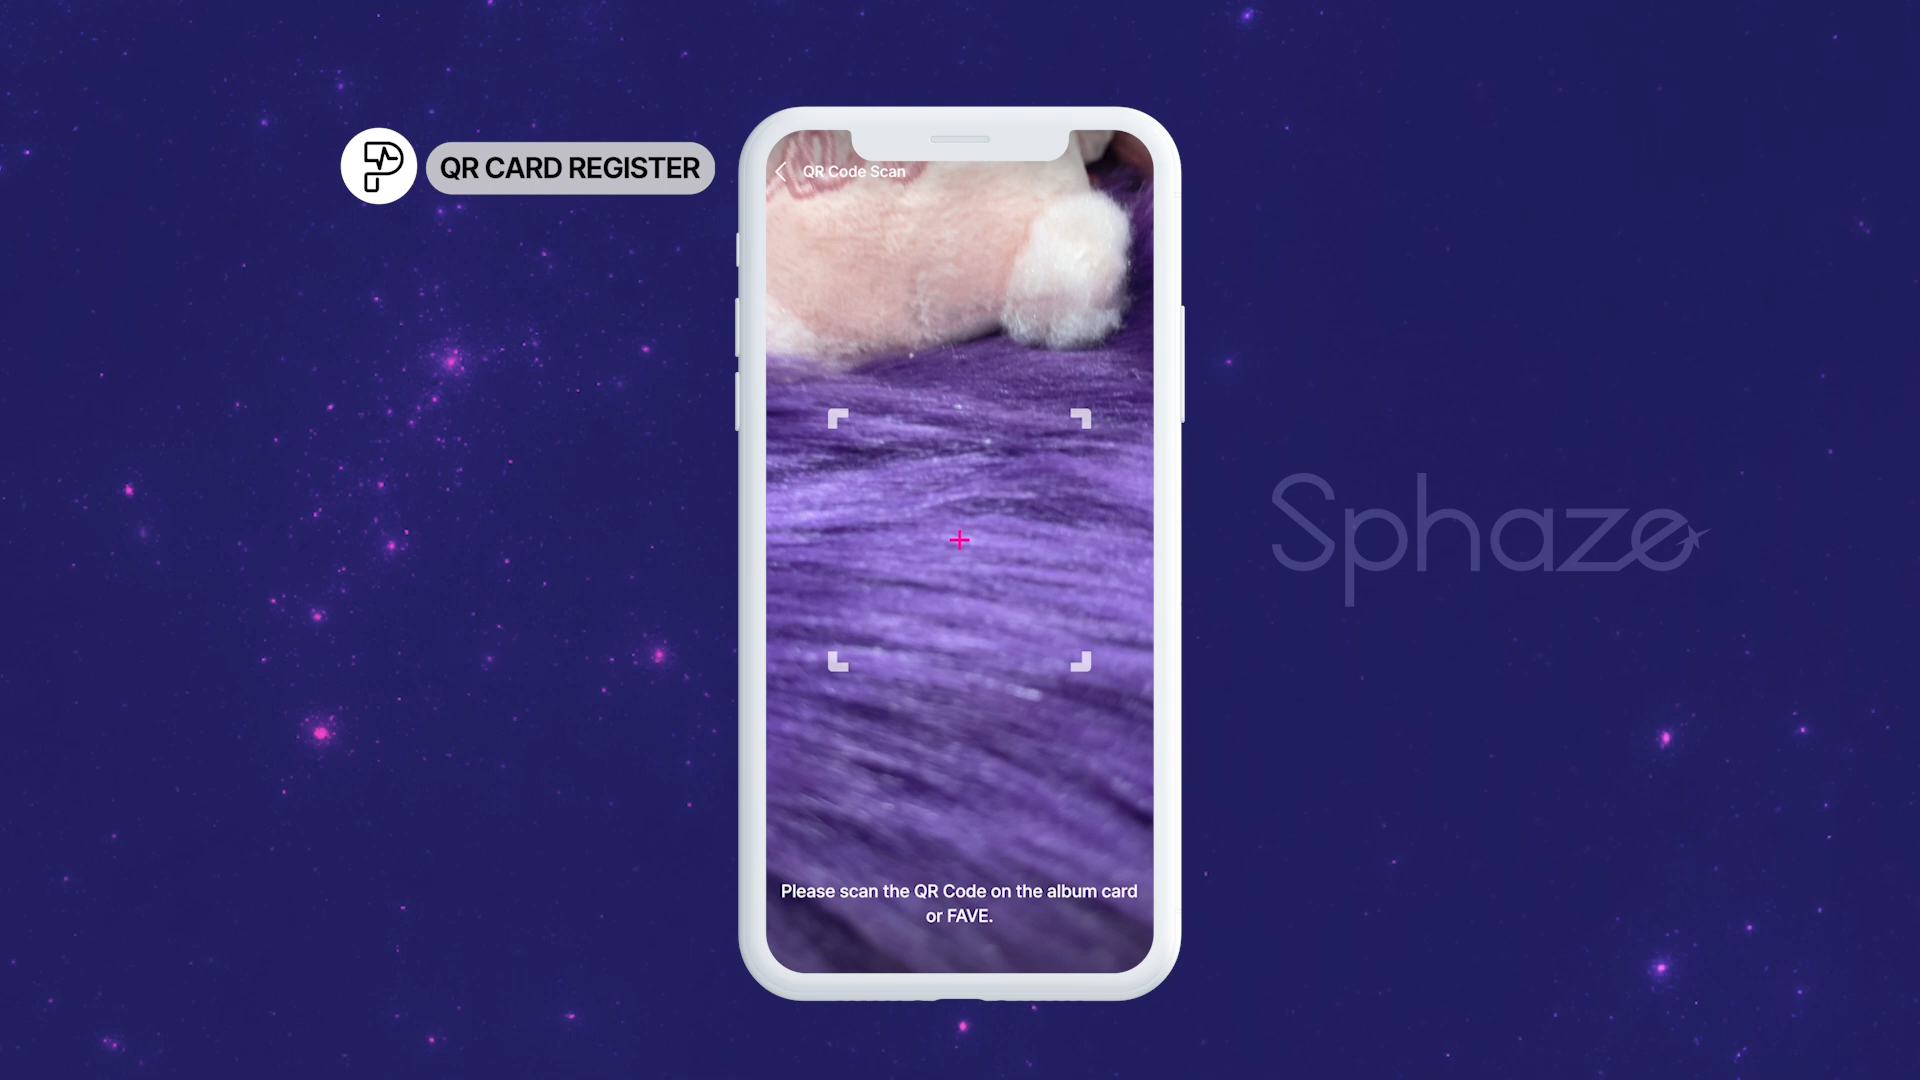 QR CARD REGISTER
QR Code Scan
Sphaze
Please scan the QR Code on the album card
or FAVE.